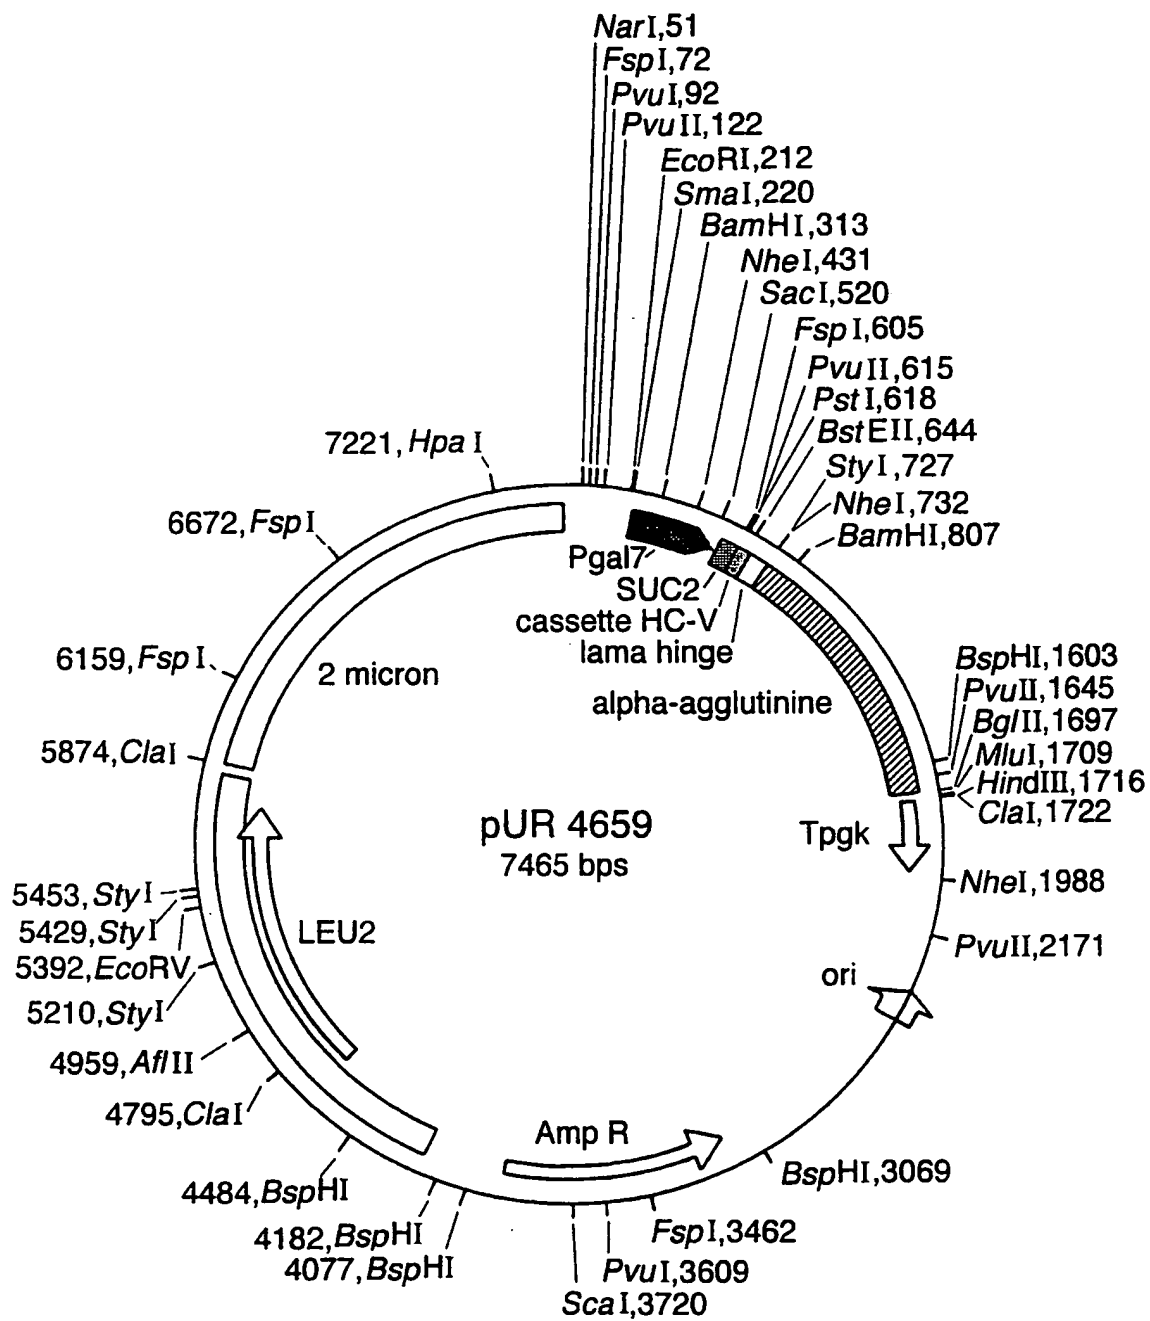 NarI,51
FspI,72
PvuI,92
PvuII,122
EcoRI,212
SmaI,220
BamHI,313
NheI,431
SacI,520
FspI,605
PvuII,615
PstI,618
BstEII,644
StyI,727
NheI,732
BamHI,807
7221,HpaI
6672,FspI
6159,FspI
5874,ClaI
Pgal7
SUC2
cassette HC-V
lama hinge
2 micron
alpha-agglutinine
BspHI,1603
PvuII,1645
BglII,1697
MluI,1709
HindIII,1716
ClaI,1722
pUR 4659
7465 bps
Tpgk
NheI,1988
PvuII,2171
ori
5453,StyI
5429,StyI
5392,EcoRV
5210,StyI
4959,AflII
4795,ClaI
LEU2
Amp R
4484,BspHI
4182,BspHI
4077,BspHI
BspHI,3069
FspI,3462
PvuI,3609
ScaI,3720